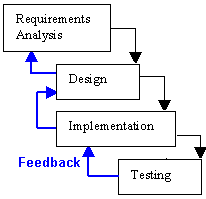 Requirements
Analysis
Design
Implementation
Feedback
Testing